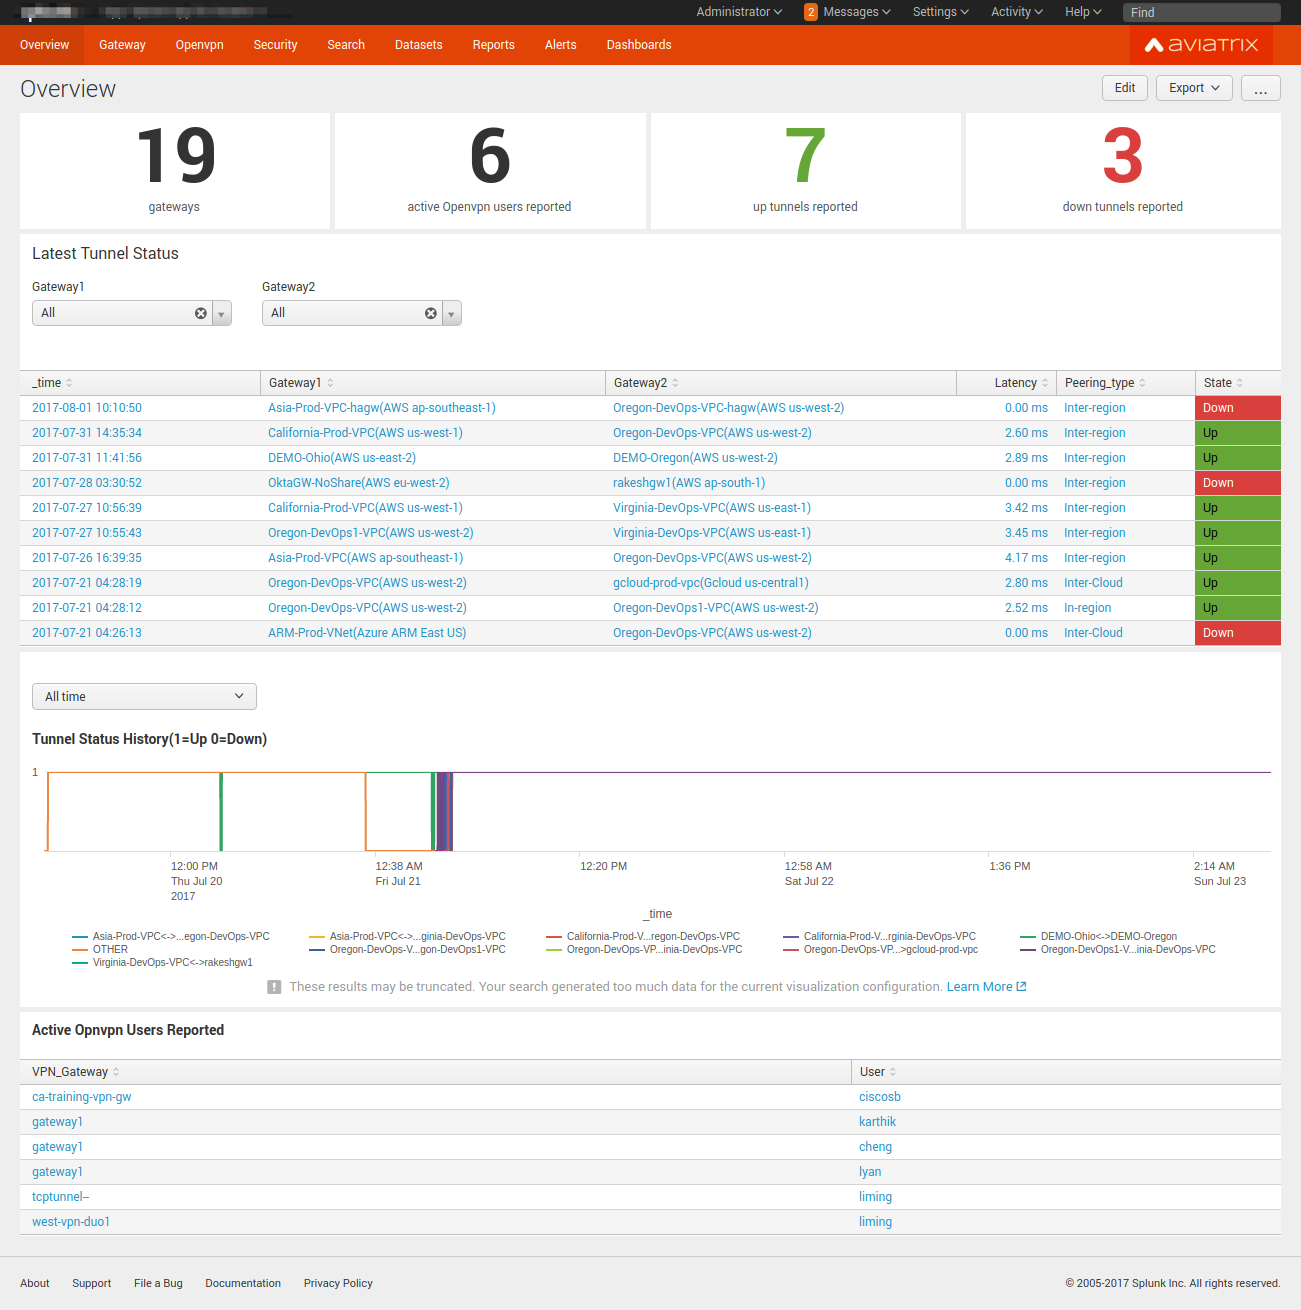 Administrator 2 Messages Settings Activity Help Find
Overview Gateway Openvpn Security Search Datasets Reports Alerts Dashboards AVIATRIX
Overview Edit Export ...
19 6 7 3
gateways active Openvpn users reported up tunnels reported down tunnels reported
Latest Tunnel Status
Gateway1 Gateway2
All All
_time Gateway1 Gateway2 Latency Peering_type State
2017-08-01 10:10:50 Asia-Prod-VPC-hagw(AWS ap-southeast-1) Oregon-DevOps-VPC-hagw(AWS us-west-2) 0.00 ms Inter-region Down
2017-07-31 14:35:34 California-Prod-VPC(AWS us-west-1) Oregon-DevOps-VPC(AWS us-west-2) 2.60 ms Inter-region Up
2017-07-31 11:41:56 DEMO-Ohio(AWS us-east-2) DEMO-Oregon(AWS us-west-2) 2.89 ms Inter-region Up
2017-07-28 03:30:52 OktaGW-NoShare(AWS eu-west-2) rakeshgw1(AWS ap-south-1) 0.00 ms Inter-region Down
2017-07-27 10:56:39 California-Prod-VPC(AWS us-west-1) Virginia-DevOps-VPC(AWS us-east-1) 3.42 ms Inter-region Up
2017-07-27 10:55:43 Oregon-DevOps1-VPC(AWS us-west-2) Virginia-DevOps-VPC(AWS us-east-1) 3.45 ms Inter-region Up
2017-07-26 16:39:35 Asia-Prod-VPC(AWS ap-southeast-1) Oregon-DevOps-VPC(AWS us-west-2) 4.17 ms Inter-region Up
2017-07-21 04:28:19 Oregon-DevOps-VPC(AWS us-west-2) gcloud-prod-vpc(Gcloud us-central1) 2.80 ms Inter-Cloud Up
2017-07-21 04:28:12 Oregon-DevOps-VPC(AWS us-west-2) Oregon-DevOps1-VPC(AWS us-west-2) 2.52 ms In-region Up
2017-07-21 04:26:13 ARM-Prod-VNet(Azure ARM East US) Oregon-DevOps-VPC(AWS us-west-2) 0.00 ms Inter-Cloud Down
All time
Tunnel Status History(1=Up 0=Down)
1
12:00 PM 12:38 AM 12:20 PM 12:58 AM 1:36 PM 2:14 AM
Thu Jul 20 Fri Jul 21 Sat Jul 22 Sun Jul 23
2017
_time
Asia-Prod-VPC<->...egon-DevOps-VPC Asia-Prod-VPC<->...ginia-DevOps-VPC California-Prod-V...regon-DevOps-VPC California-Prod-V...rginia-DevOps-VPC DEMO-Ohio<->DEMO-Oregon
OTHER Oregon-DevOps-V...gon-DevOps1-VPC Oregon-DevOps-VP...inia-DevOps-VPC Oregon-DevOps-VP...>gcloud-prod-vpc Oregon-DevOps1-V...inia-DevOps-VPC
Virginia-DevOps-VPC<->rakeshgw1
! These results may be truncated. Your search generated too much data for the current visualization configuration. Learn More
Active Opnvpn Users Reported
VPN_Gateway User
ca-training-vpn-gw ciscosb
gateway1 karthik
gateway1 cheng
gateway1 lyan
tcptunnel-- liming
west-vpn-duo1 liming
About Support File a Bug Documentation Privacy Policy © 2005-2017 Splunk Inc. All rights reserved.